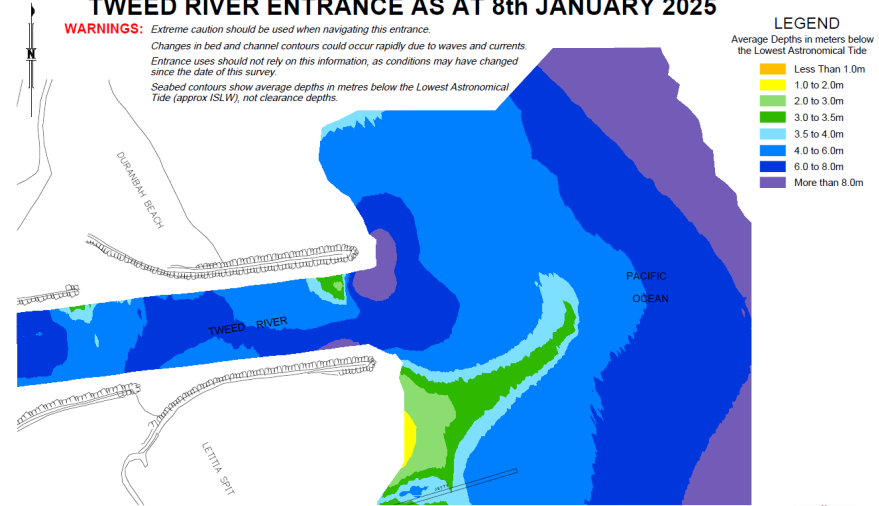 TWEED RIVER ENTRANCE AS AT 8th JANUARY 2025
WARNINGS: Extreme caution should be used when navigating this entrance.
Changes in bed and channel contours could occur rapidly due to waves and currents.
Entrance uses should not rely on this information, as conditions may have changed
since the date of this survey.
Seabed contours show average depths in metres below the Lowest Astronomical
Tide (approx ISLW), not clearance depths.
N
LEGEND
Average Depths in meters below
the Lowest Astronomical Tide
Less Than 1.0m
1.0 to 2.0m
2.0 to 3.0m
3.0 to 3.5m
3.5 to 4.0m
4.0 to 6.0m
6.0 to 8.0m
More than 8.0m
DURANBAH BEACH
PACIFIC
OCEAN
TWEED RIVER
LETITIA SPIT